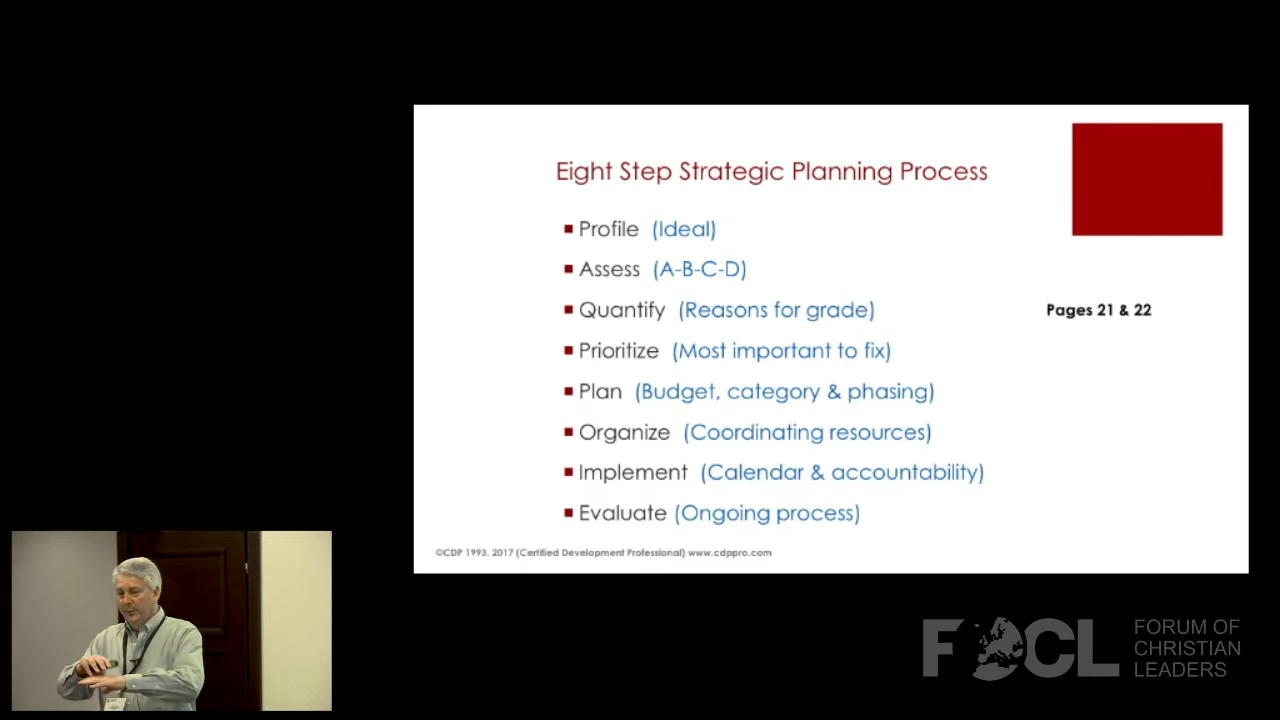 Eight Step Strategic Planning Process
▪ Profile (Ideal)
▪ Assess (A-B-C-D)
▪ Quantify (Reasons for grade)
▪ Prioritize (Most important to fix)
▪ Plan (Budget, category & phasing)
▪ Organize (Coordinating resources)
▪ Implement (Calendar & accountability)
▪ Evaluate (Ongoing process)
Pages 21 & 22
©CDP 1993, 2017 (Certified Development Professional) www.cdppro.com
FOCL
FORUM OF
CHRISTIAN
LEADERS